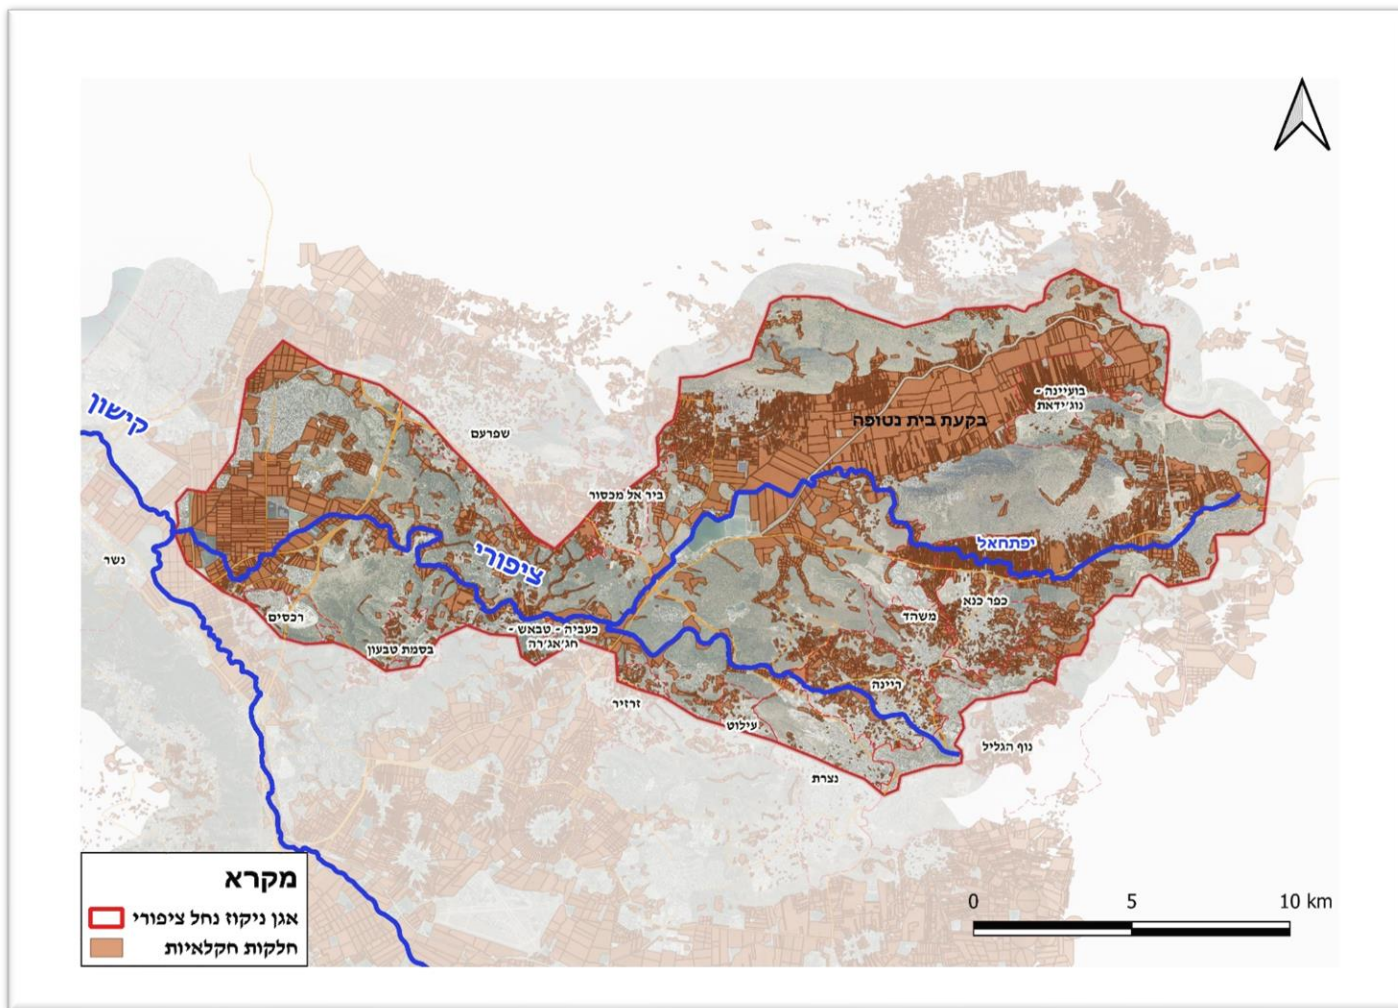 קישון
שפרעם
בועיינה -
נוג'ידאת
בקעת בית נטופה
ביר אל מכסור
נשר
ציפורי
יפתחאל
כפר כנא
משהד
רכסים
כעביה - טבאש -
חג'אג'רה
בסמת טבעון
ריינה
זרזיר
עילוט
נוף הגליל
נצרת
מקרא
אגן ניקוז נחל ציפורי
חלקות חקלאיות
0 5 10 km